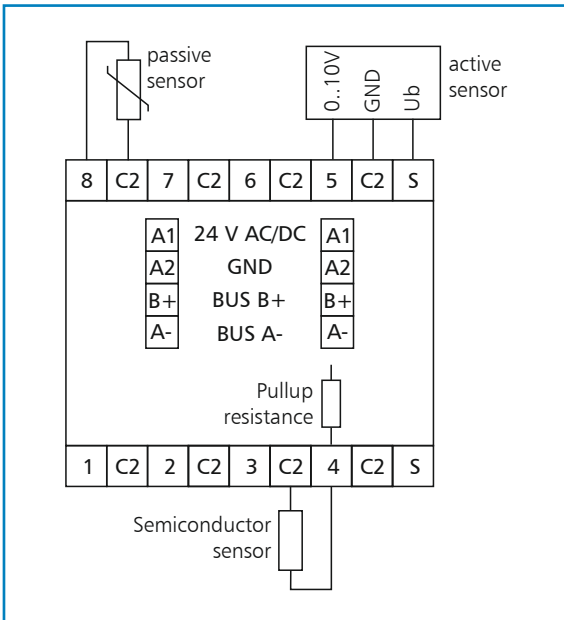 passive
sensor
0..10V
GND
Ub
active
sensor
8 C2 7 C2 6 C2 5 C2 S
A1 24 V AC/DC A1
A2 GND A2
B+ BUS B+ B+
A- BUS A- A-
Pullup
resistance
1 C2 2 C2 3 C2 4 C2 S
Semiconductor
sensor